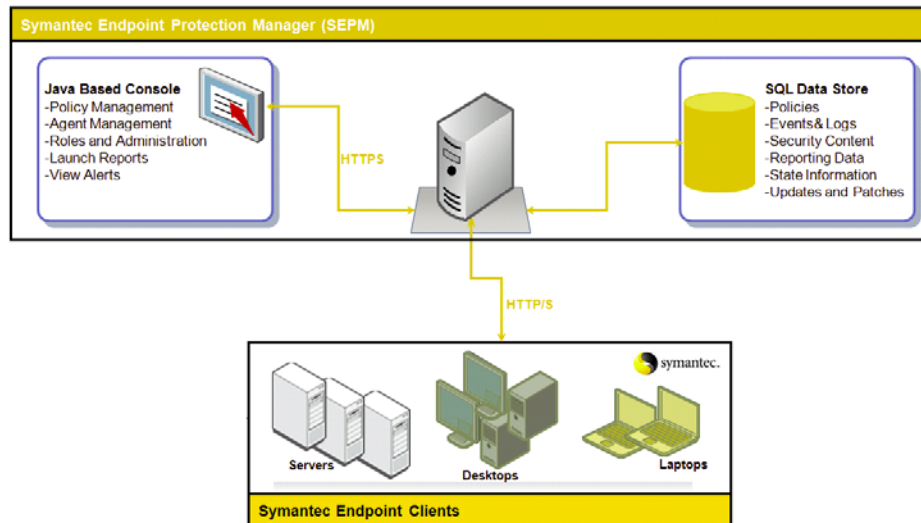 Symantec Endpoint Protection Manager (SEPM)
Java Based Console
-Policy Management
-Agent Management
-Roles and Administration
-Launch Reports
-View Alerts
HTTPS
SQL Data Store
-Policies
-Events& Logs
-Security Content
-Reporting Data
-State Information
-Updates and Patches
HTTP/S
symantec.
Servers
Desktops
Laptops
Symantec Endpoint Clients